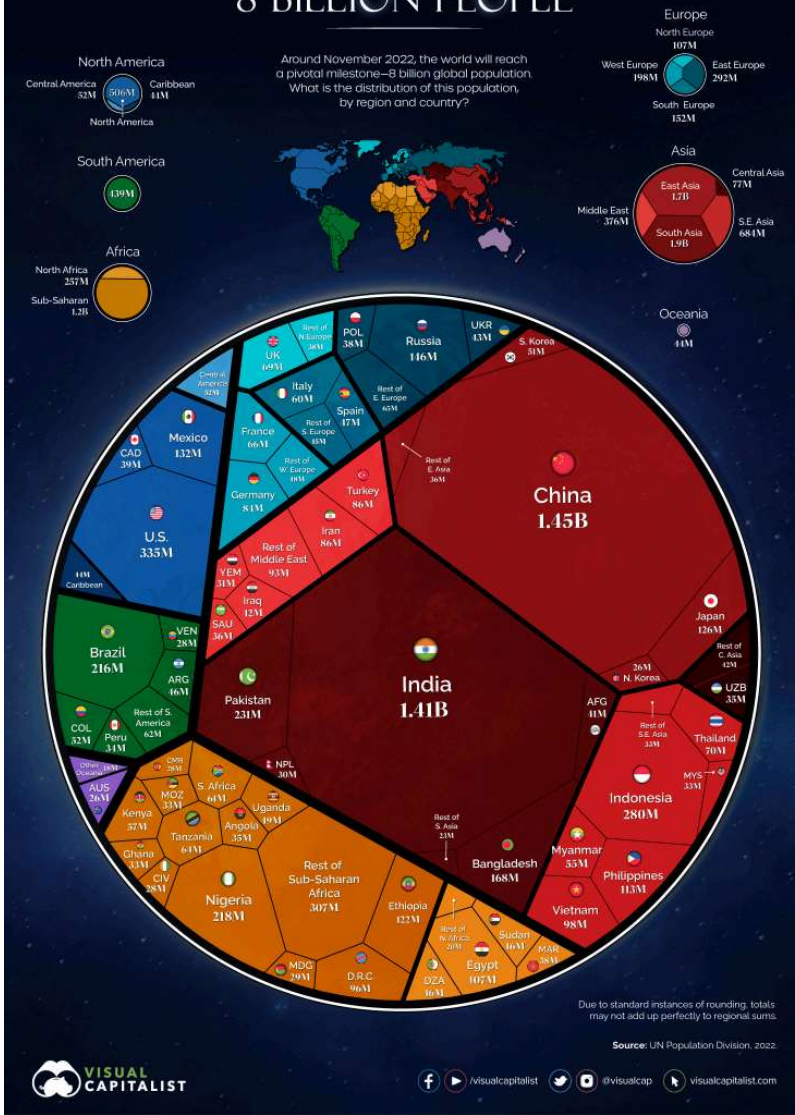 8 BILLION PEOPLE
Around November 2022, the world will reach
a pivotal milestone—8 billion global population.
What is the distribution of this population,
by region and country?
North America
Central America
52M
506M
Caribbean
44M
North America
South America
439M
Africa
North Africa
257M
Sub-Saharan
1.2B
Europe
North Europe
107M
West Europe
198M
East Europe
292M
South Europe
152M
Asia
East Asia
1.7B
Central Asia
77M
Middle East
376M
South Asia
1.9B
S.E. Asia
684M
Oceania
44M
UK
69M
Rest of
N.Europe
38M
POL
38M
Russia
146M
UKR
43M
S. Korea
51M
Central
America
52M
Italy
60M
Spain
47M
Rest of
E. Europe
65M
Rest of
S. Europe
45M
France
66M
Rest of
W. Europe
48M
Germany
84M
CAD
39M
Mexico
132M
U.S.
335M
44M
Caribbean
Turkey
86M
Iran
86M
Rest of
Middle East
93M
YEM
31M
Iraq
42M
SAU
36M
Rest of
E. Asia
36M
China
1.45B
Japan
126M
26M
N. Korea
Rest of
C. Asia
42M
UZB
35M
Brazil
216M
VEN
28M
ARG
46M
Rest of S.
America
62M
COL
52M
Peru
34M
Pakistan
231M
India
1.41B
AFG
41M
NPL
30M
Rest of
S. Asia
23M
Bangladesh
168M
Rest of
S.E. Asia
33M
Thailand
70M
MYS
33M
Indonesia
280M
Myanmar
55M
Philippines
113M
Vietnam
98M
Other
Oceania 18M
AUS
26M
CMR
28M
MOZ
33M
S. Africa
61M
Uganda
49M
Kenya
57M
Tanzania
64M
Angola
35M
Ghana
33M
CIV
28M
Nigeria
218M
Rest of
Sub-Saharan
Africa
307M
Ethiopia
122M
MDG
29M
D.R.C.
96M
Rest of
N. Africa
Sudan
46M
MAR
38M
Egypt
107M
DZA
46M
Due to standard instances of rounding, totals
may not add up perfectly to regional sums.
Source: UN Population Division, 2022.
VISUAL
CAPITALIST
/visualcapitalist
@visualcap
visualcapitalist.com